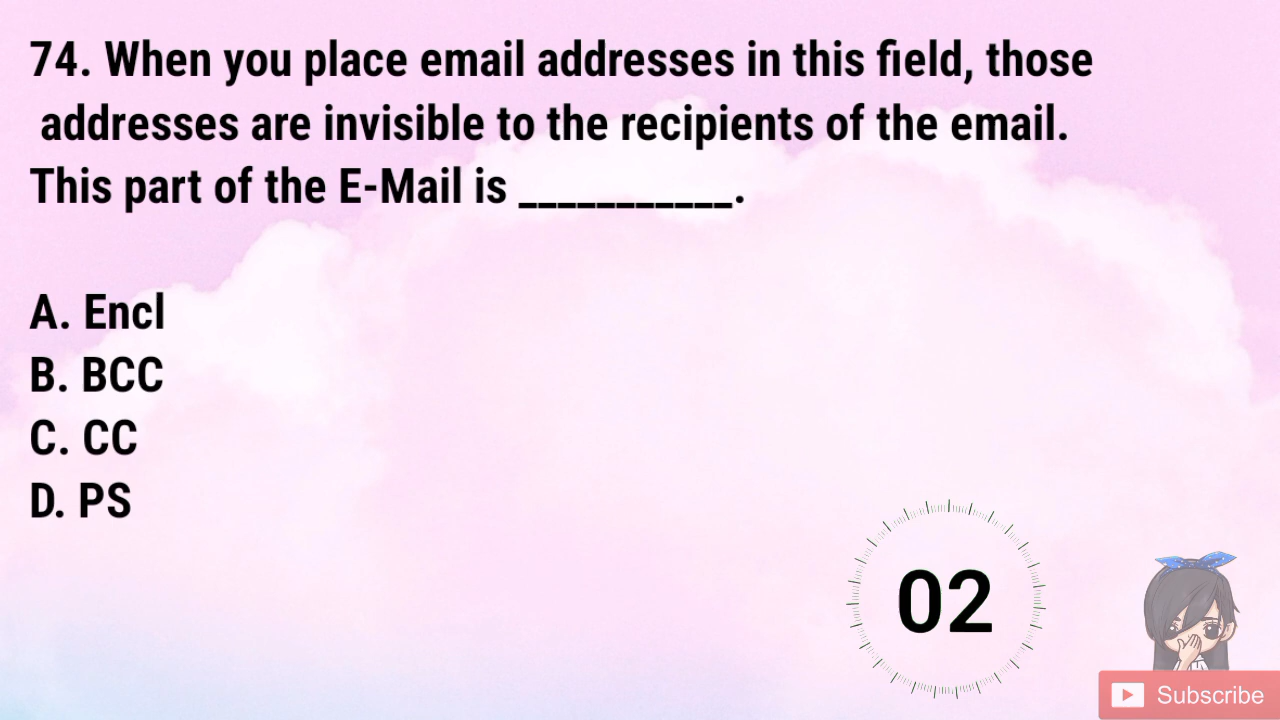 74. When you place email addresses in this field, those
addresses are invisible to the recipients of the email.
This part of the E-Mail is ___________.
A. Encl
B. BCC
C. CC
D. PS
02
Subscribe